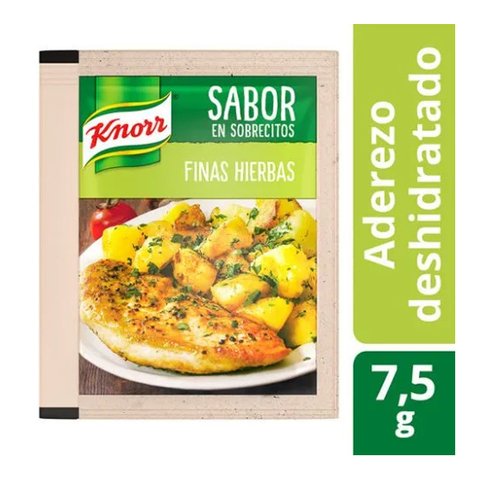 Knorr
SABOR
EN SOBRECITOS
FINAS HIERBAS
Aderezo
deshidratado
7,5
g